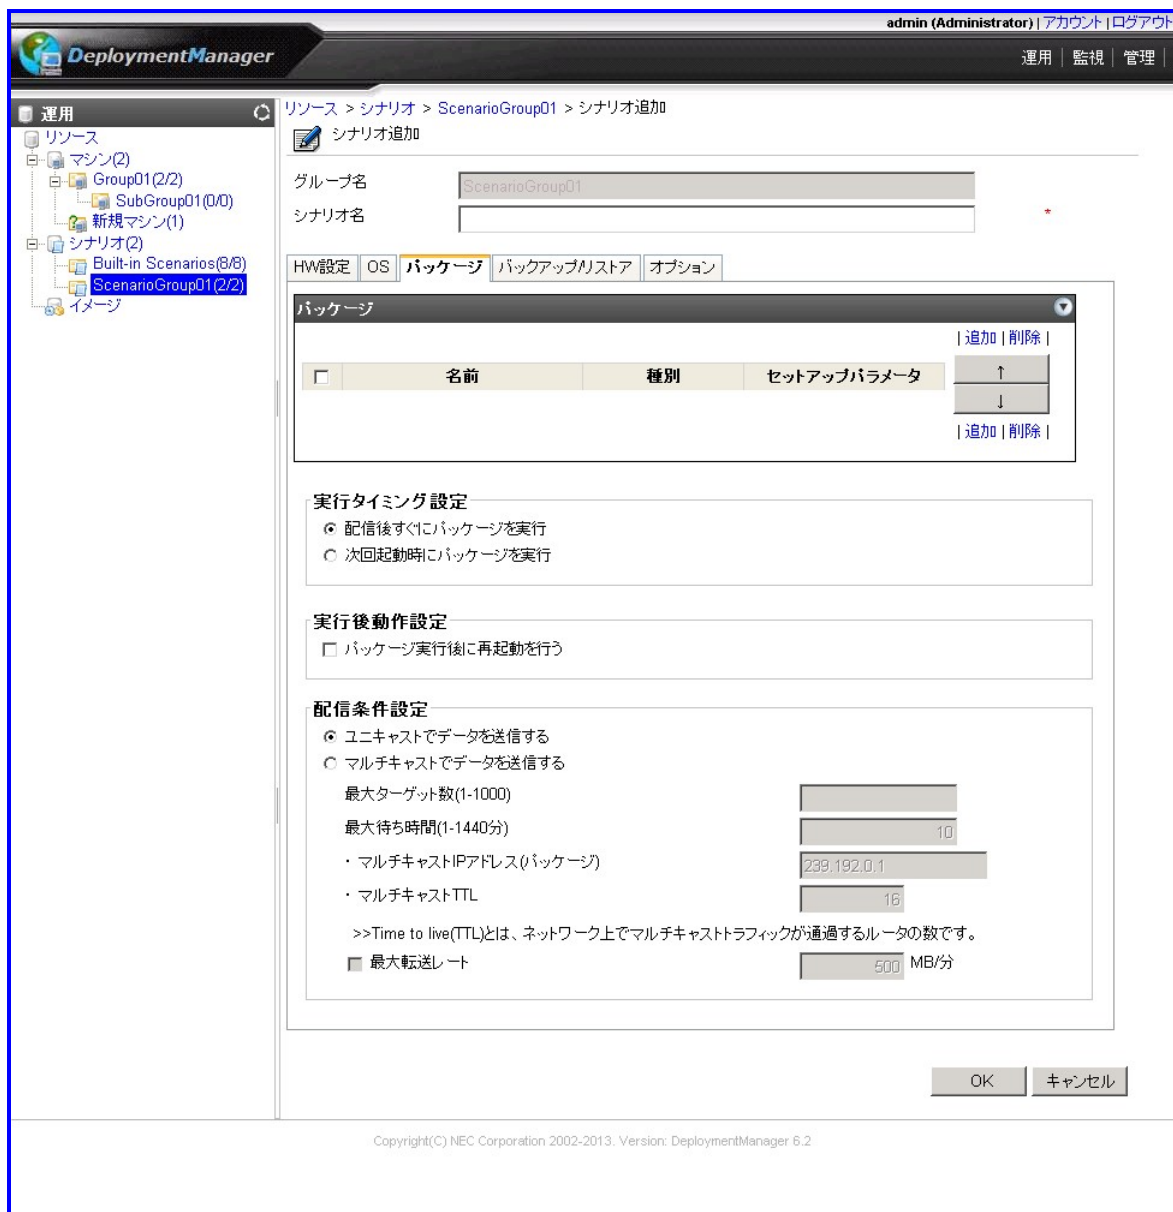 admin (Administrator) | アカウント | ログアウト
DeploymentManager
運用 | 監視 | 管理 |
運用
リソース
マシン(2)
Group01(2/2)
SubGroup01(0/0)
新規マシン(1)
シナリオ(2)
Built-in Scenarios(8/8)
ScenarioGroup01(2/2)
イメージ
リソース > シナリオ > ScenarioGroup01 > シナリオ追加
シナリオ追加
グループ名 ScenarioGroup01
シナリオ名 *
HW設定 OS パッケージ バックアップ/リストア オプション
パッケージ
| 追加 | 削除 |
名前 種別 セットアップパラメータ ↑
↓
| 追加 | 削除 |
実行タイミング設定
配信後すぐにパッケージを実行
次回起動時にパッケージを実行
実行後動作設定
パッケージ実行後に再起動を行う
配信条件設定
ユニキャストでデータを送信する
マルチキャストでデータを送信する
最大ターゲット数(1-1000)
最大待ち時間(1-1440分) 10
・マルチキャストIPアドレス(パッケージ) 239.192.0.1
・マルチキャストTTL 16
>>Time to live(TTL)とは、ネットワーク上でマルチキャストトラフィックが通過するルータの数です。
最大転送レート 500 MB/分
OK キャンセル
Copyright(C) NEC Corporation 2002-2013. Version: DeploymentManager 6.2